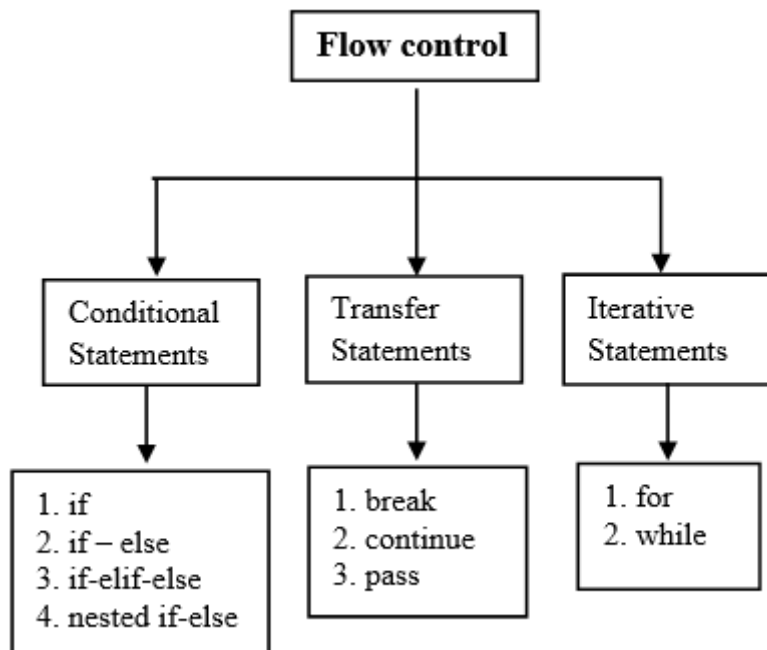 Flow control
Conditional
Statements
Transfer
Statements
Iterative
Statements
1. if
2. if – else
3. if-elif-else
4. nested if-else
1. break
2. continue
3. pass
1. for
2. while